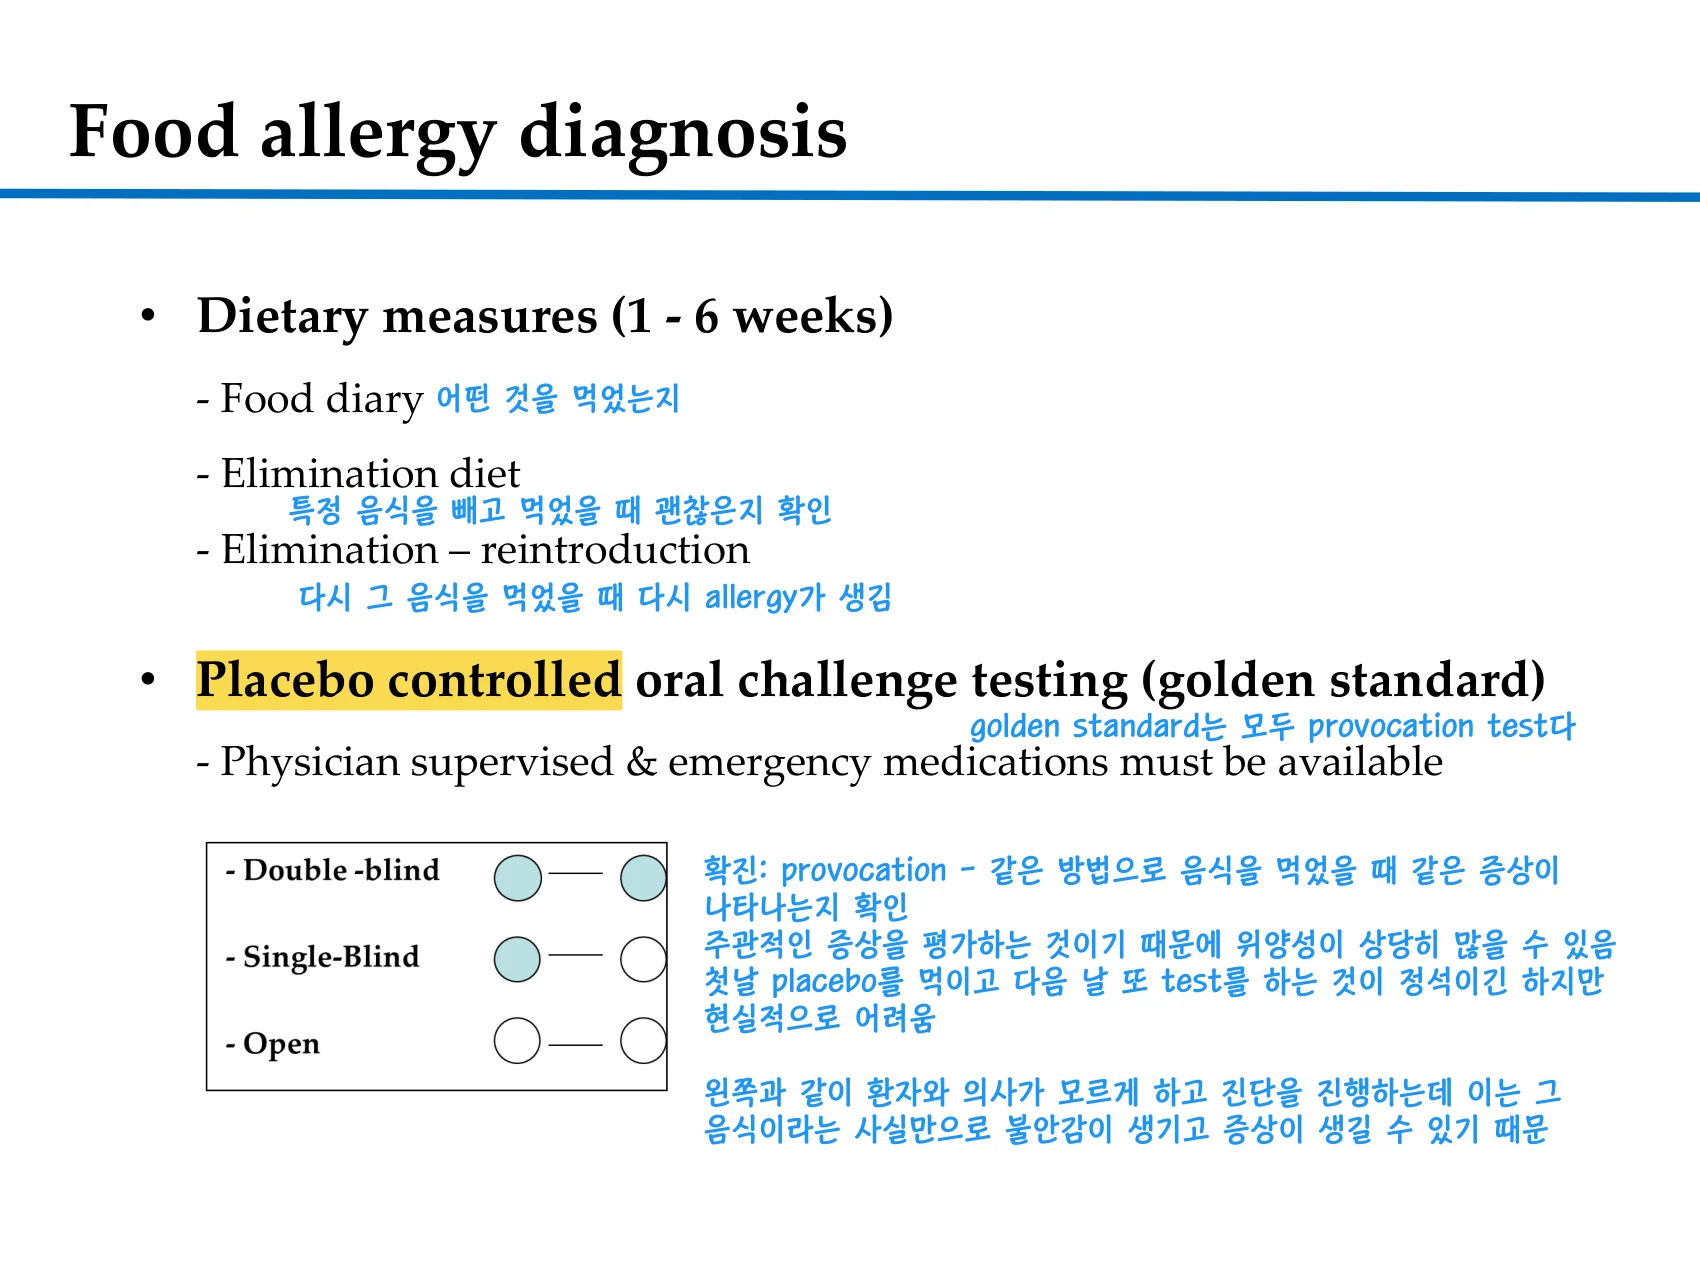 Food allergy diagnosis
• Dietary measures (1 - 6 weeks)
- Food diary 어떤 것을 먹었는지
- Elimination diet
특정 음식을 빼고 먹었을 때 괜찮은지 확인
- Elimination – reintroduction
다시 그 음식을 먹었을 때 다시 allergy가 생김
• Placebo controlled oral challenge testing (golden standard)
golden standard는 모두 provocation test다
- Physician supervised & emergency medications must be available
- Double -blind
- Single-Blind
- Open
확진: provocation - 같은 방법으로 음식을 먹었을 때 같은 증상이
나타나는지 확인
주관적인 증상을 평가하는 것이기 때문에 위양성이 상당히 많을 수 있음
첫날 placebo를 먹이고 다음 날 또 test를 하는 것이 정석이긴 하지만
현실적으로 어려움
왼쪽과 같이 환자와 의사가 모르게 하고 진단을 진행하는데 이는 그
음식이라는 사실만으로 불안감이 생기고 증상이 생길 수 있기 때문